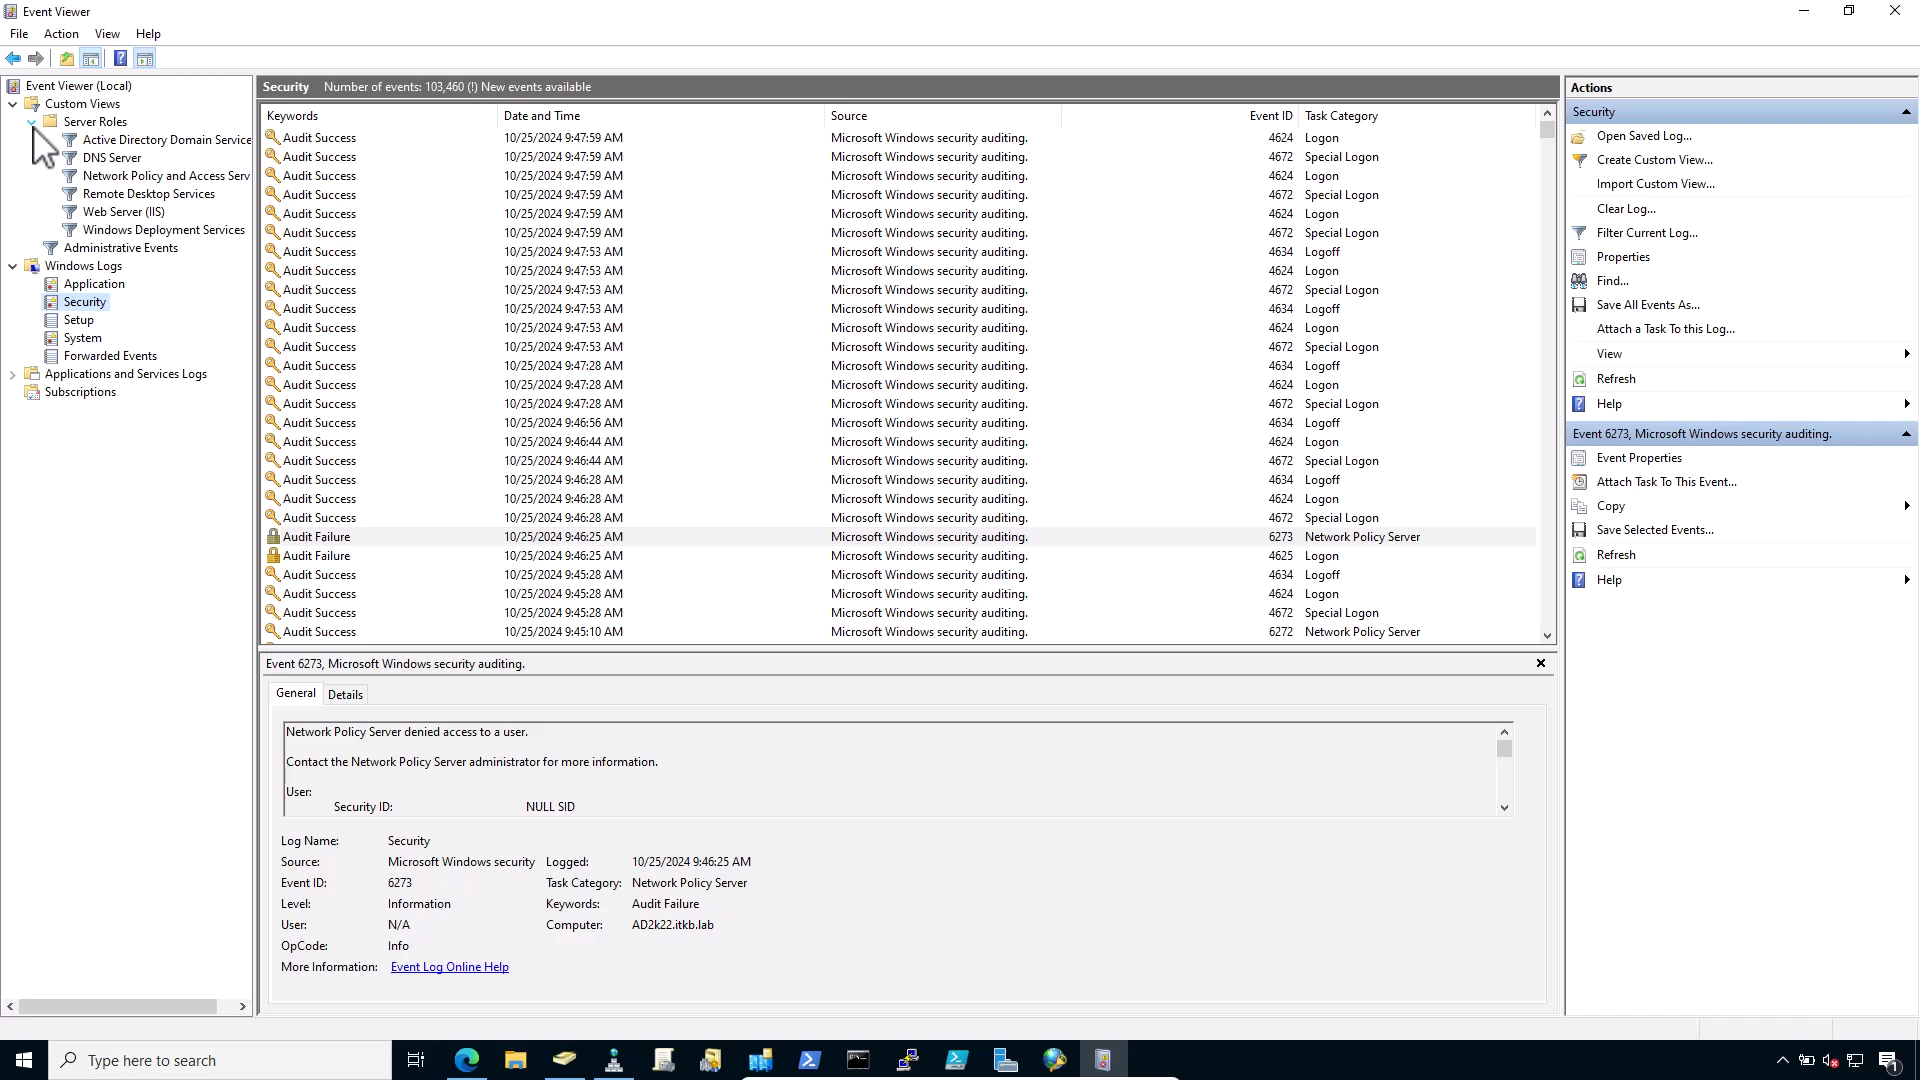 Event Viewer
File Action View Help
Event Viewer (Local)
Custom Views
Server Roles
Active Directory Domain Service
DNS Server
Network Policy and Access Serv
Remote Desktop Services
Web Server (IIS)
Windows Deployment Services
Administrative Events
Windows Logs
Application
Security
Setup
System
Forwarded Events
Applications and Services Logs
Subscriptions
Security Number of events: 103,460 (!) New events available
Keywords Date and Time Source Event ID Task Category
Audit Success 10/25/2024 9:47:59 AM Microsoft Windows security auditing. 4624 Logon
Audit Success 10/25/2024 9:47:59 AM Microsoft Windows security auditing. 4672 Special Logon
Audit Success 10/25/2024 9:47:59 AM Microsoft Windows security auditing. 4624 Logon
Audit Success 10/25/2024 9:47:59 AM Microsoft Windows security auditing. 4672 Special Logon
Audit Success 10/25/2024 9:47:59 AM Microsoft Windows security auditing. 4624 Logon
Audit Success 10/25/2024 9:47:59 AM Microsoft Windows security auditing. 4672 Special Logon
Audit Success 10/25/2024 9:47:53 AM Microsoft Windows security auditing. 4634 Logoff
Audit Success 10/25/2024 9:47:53 AM Microsoft Windows security auditing. 4624 Logon
Audit Success 10/25/2024 9:47:53 AM Microsoft Windows security auditing. 4672 Special Logon
Audit Success 10/25/2024 9:47:53 AM Microsoft Windows security auditing. 4634 Logoff
Audit Success 10/25/2024 9:47:53 AM Microsoft Windows security auditing. 4624 Logon
Audit Success 10/25/2024 9:47:53 AM Microsoft Windows security auditing. 4672 Special Logon
Audit Success 10/25/2024 9:47:28 AM Microsoft Windows security auditing. 4634 Logoff
Audit Success 10/25/2024 9:47:28 AM Microsoft Windows security auditing. 4624 Logon
Audit Success 10/25/2024 9:47:28 AM Microsoft Windows security auditing. 4672 Special Logon
Audit Success 10/25/2024 9:46:56 AM Microsoft Windows security auditing. 4634 Logoff
Audit Success 10/25/2024 9:46:44 AM Microsoft Windows security auditing. 4624 Logon
Audit Success 10/25/2024 9:46:44 AM Microsoft Windows security auditing. 4672 Special Logon
Audit Success 10/25/2024 9:46:28 AM Microsoft Windows security auditing. 4634 Logoff
Audit Success 10/25/2024 9:46:28 AM Microsoft Windows security auditing. 4624 Logon
Audit Success 10/25/2024 9:46:28 AM Microsoft Windows security auditing. 4672 Special Logon
Audit Failure 10/25/2024 9:46:25 AM Microsoft Windows security auditing. 6273 Network Policy Server
Audit Failure 10/25/2024 9:46:25 AM Microsoft Windows security auditing. 4625 Logon
Audit Success 10/25/2024 9:45:28 AM Microsoft Windows security auditing. 4634 Logoff
Audit Success 10/25/2024 9:45:28 AM Microsoft Windows security auditing. 4624 Logon
Audit Success 10/25/2024 9:45:28 AM Microsoft Windows security auditing. 4672 Special Logon
Audit Success 10/25/2024 9:45:10 AM Microsoft Windows security auditing. 6272 Network Policy Server
Event 6273, Microsoft Windows security auditing.
General Details
Network Policy Server denied access to a user.
Contact the Network Policy Server administrator for more information.
User:
Security ID: NULL SID
Log Name: Security
Source: Microsoft Windows security Logged: 10/25/2024 9:46:25 AM
Event ID: 6273 Task Category: Network Policy Server
Level: Information Keywords: Audit Failure
User: N/A Computer: AD2k22.itkb.lab
OpCode: Info
More Information: Event Log Online Help
Actions
Security
Open Saved Log...
Create Custom View...
Import Custom View...
Clear Log...
Filter Current Log...
Properties
Find...
Save All Events As...
Attach a Task To this Log...
View
Refresh
Help
Event 6273, Microsoft Windows security auditing.
Event Properties
Attach Task To This Event...
Copy
Save Selected Events...
Refresh
Help
Type here to search
1